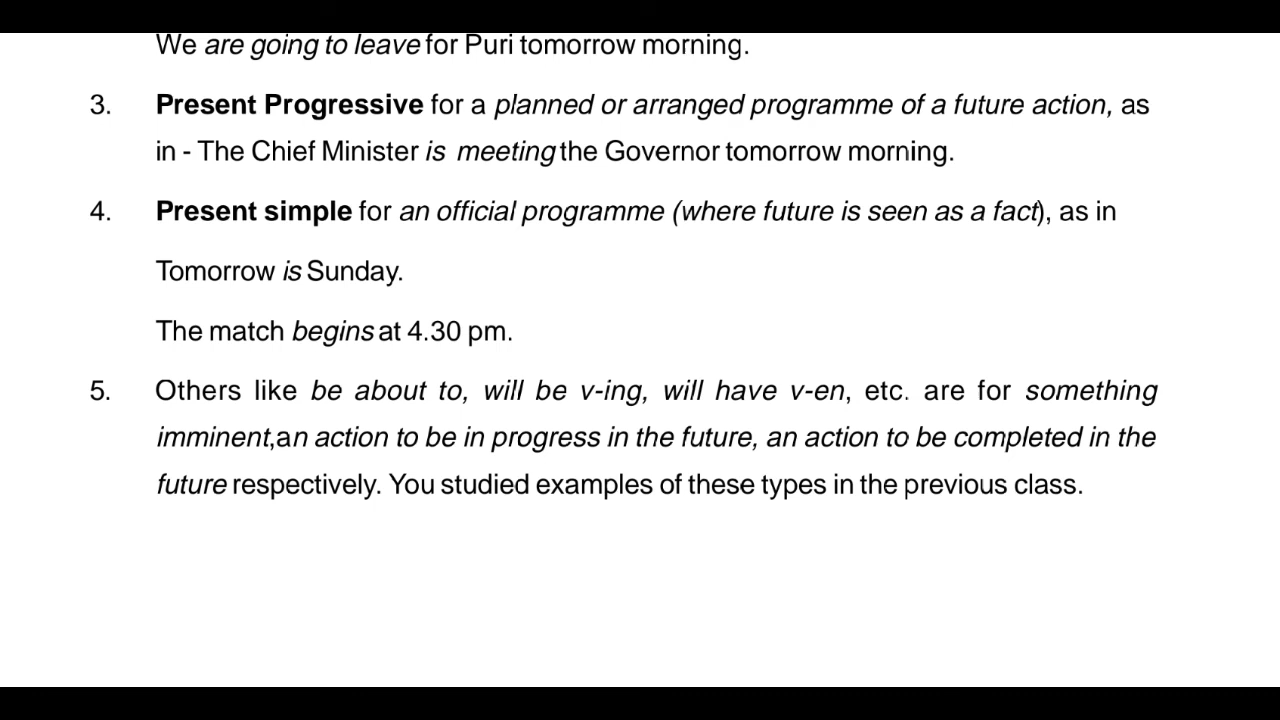 We are going to leave for Puri tomorrow morning.
3. Present Progressive for a planned or arranged programme of a future action, as
in - The Chief Minister is meeting the Governor tomorrow morning.
4. Present simple for an official programme (where future is seen as a fact), as in
Tomorrow is Sunday.
The match begins at 4.30 pm.
5. Others like be about to, will be v-ing, will have v-en, etc. are for something
imminent,an action to be in progress in the future, an action to be completed in the
future respectively. You studied examples of these types in the previous class.